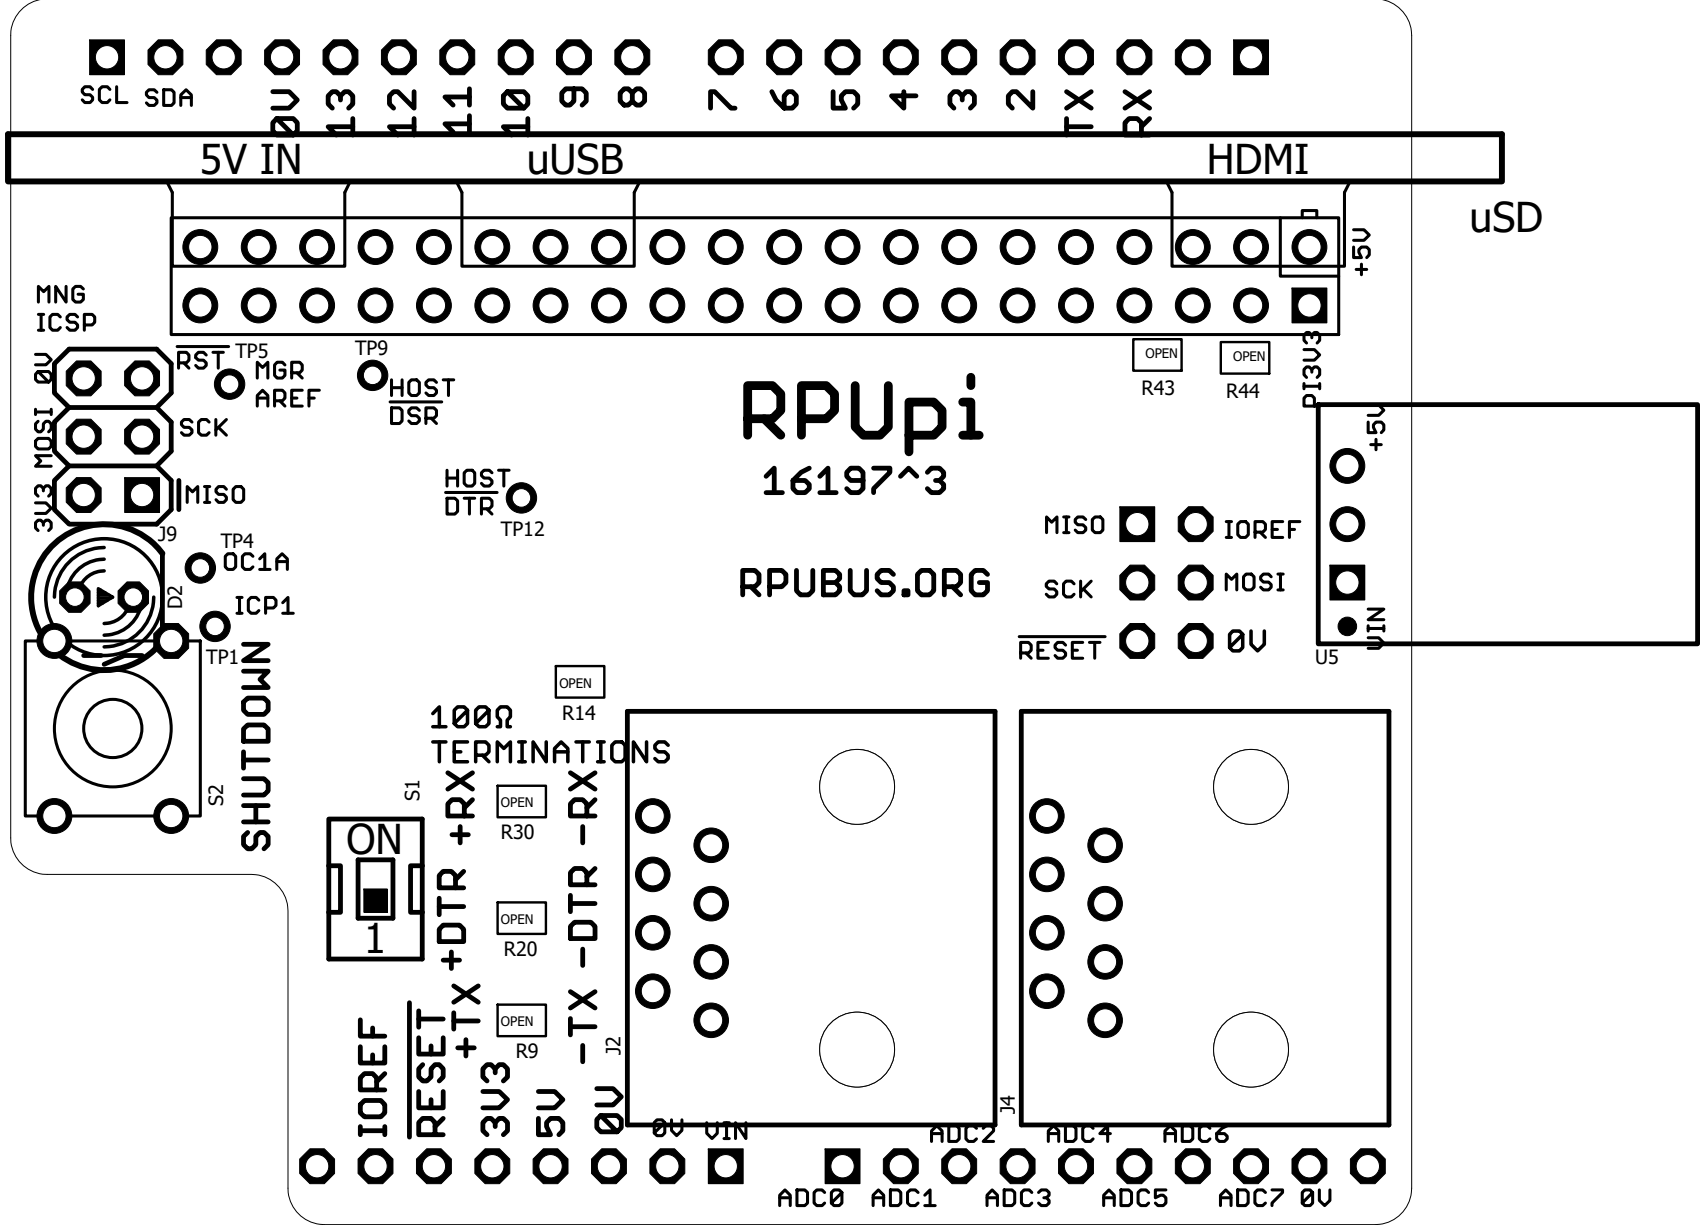 SCL SDA 0V 13 12 11 10 9 8 7 6 5 4 3 2 TX RX
5V IN uUSB HDMI
uSD
+5V
MNG
ICSP
PI3V3
0V RST TP5 TP9 OPEN OPEN
MGR
AREF
HOST
DSR
R43 R44
RPUpi
+5V
MOSI SCK
16197^3
HOST
DTR
TP12
3V3 MISO
J9
MISO IOREF
TP4
OC1A
D2
RPUBUS.ORG
SCK MOSI
ICP1
TP1
RESET 0V
VIN
U5
SHUTDOWN
S2
OPEN
R14
100Ω
TERMINATIONS
S1
ON
1
+RX OPEN -RX
R30
+DTR OPEN -DTR
R20
+TX OPEN -TX
R9
J2
J4
IOREF RESET 3V3 5V 0V 0V VIN
ADC2 ADC4 ADC6
ADC0 ADC1 ADC3 ADC5 ADC7 0V